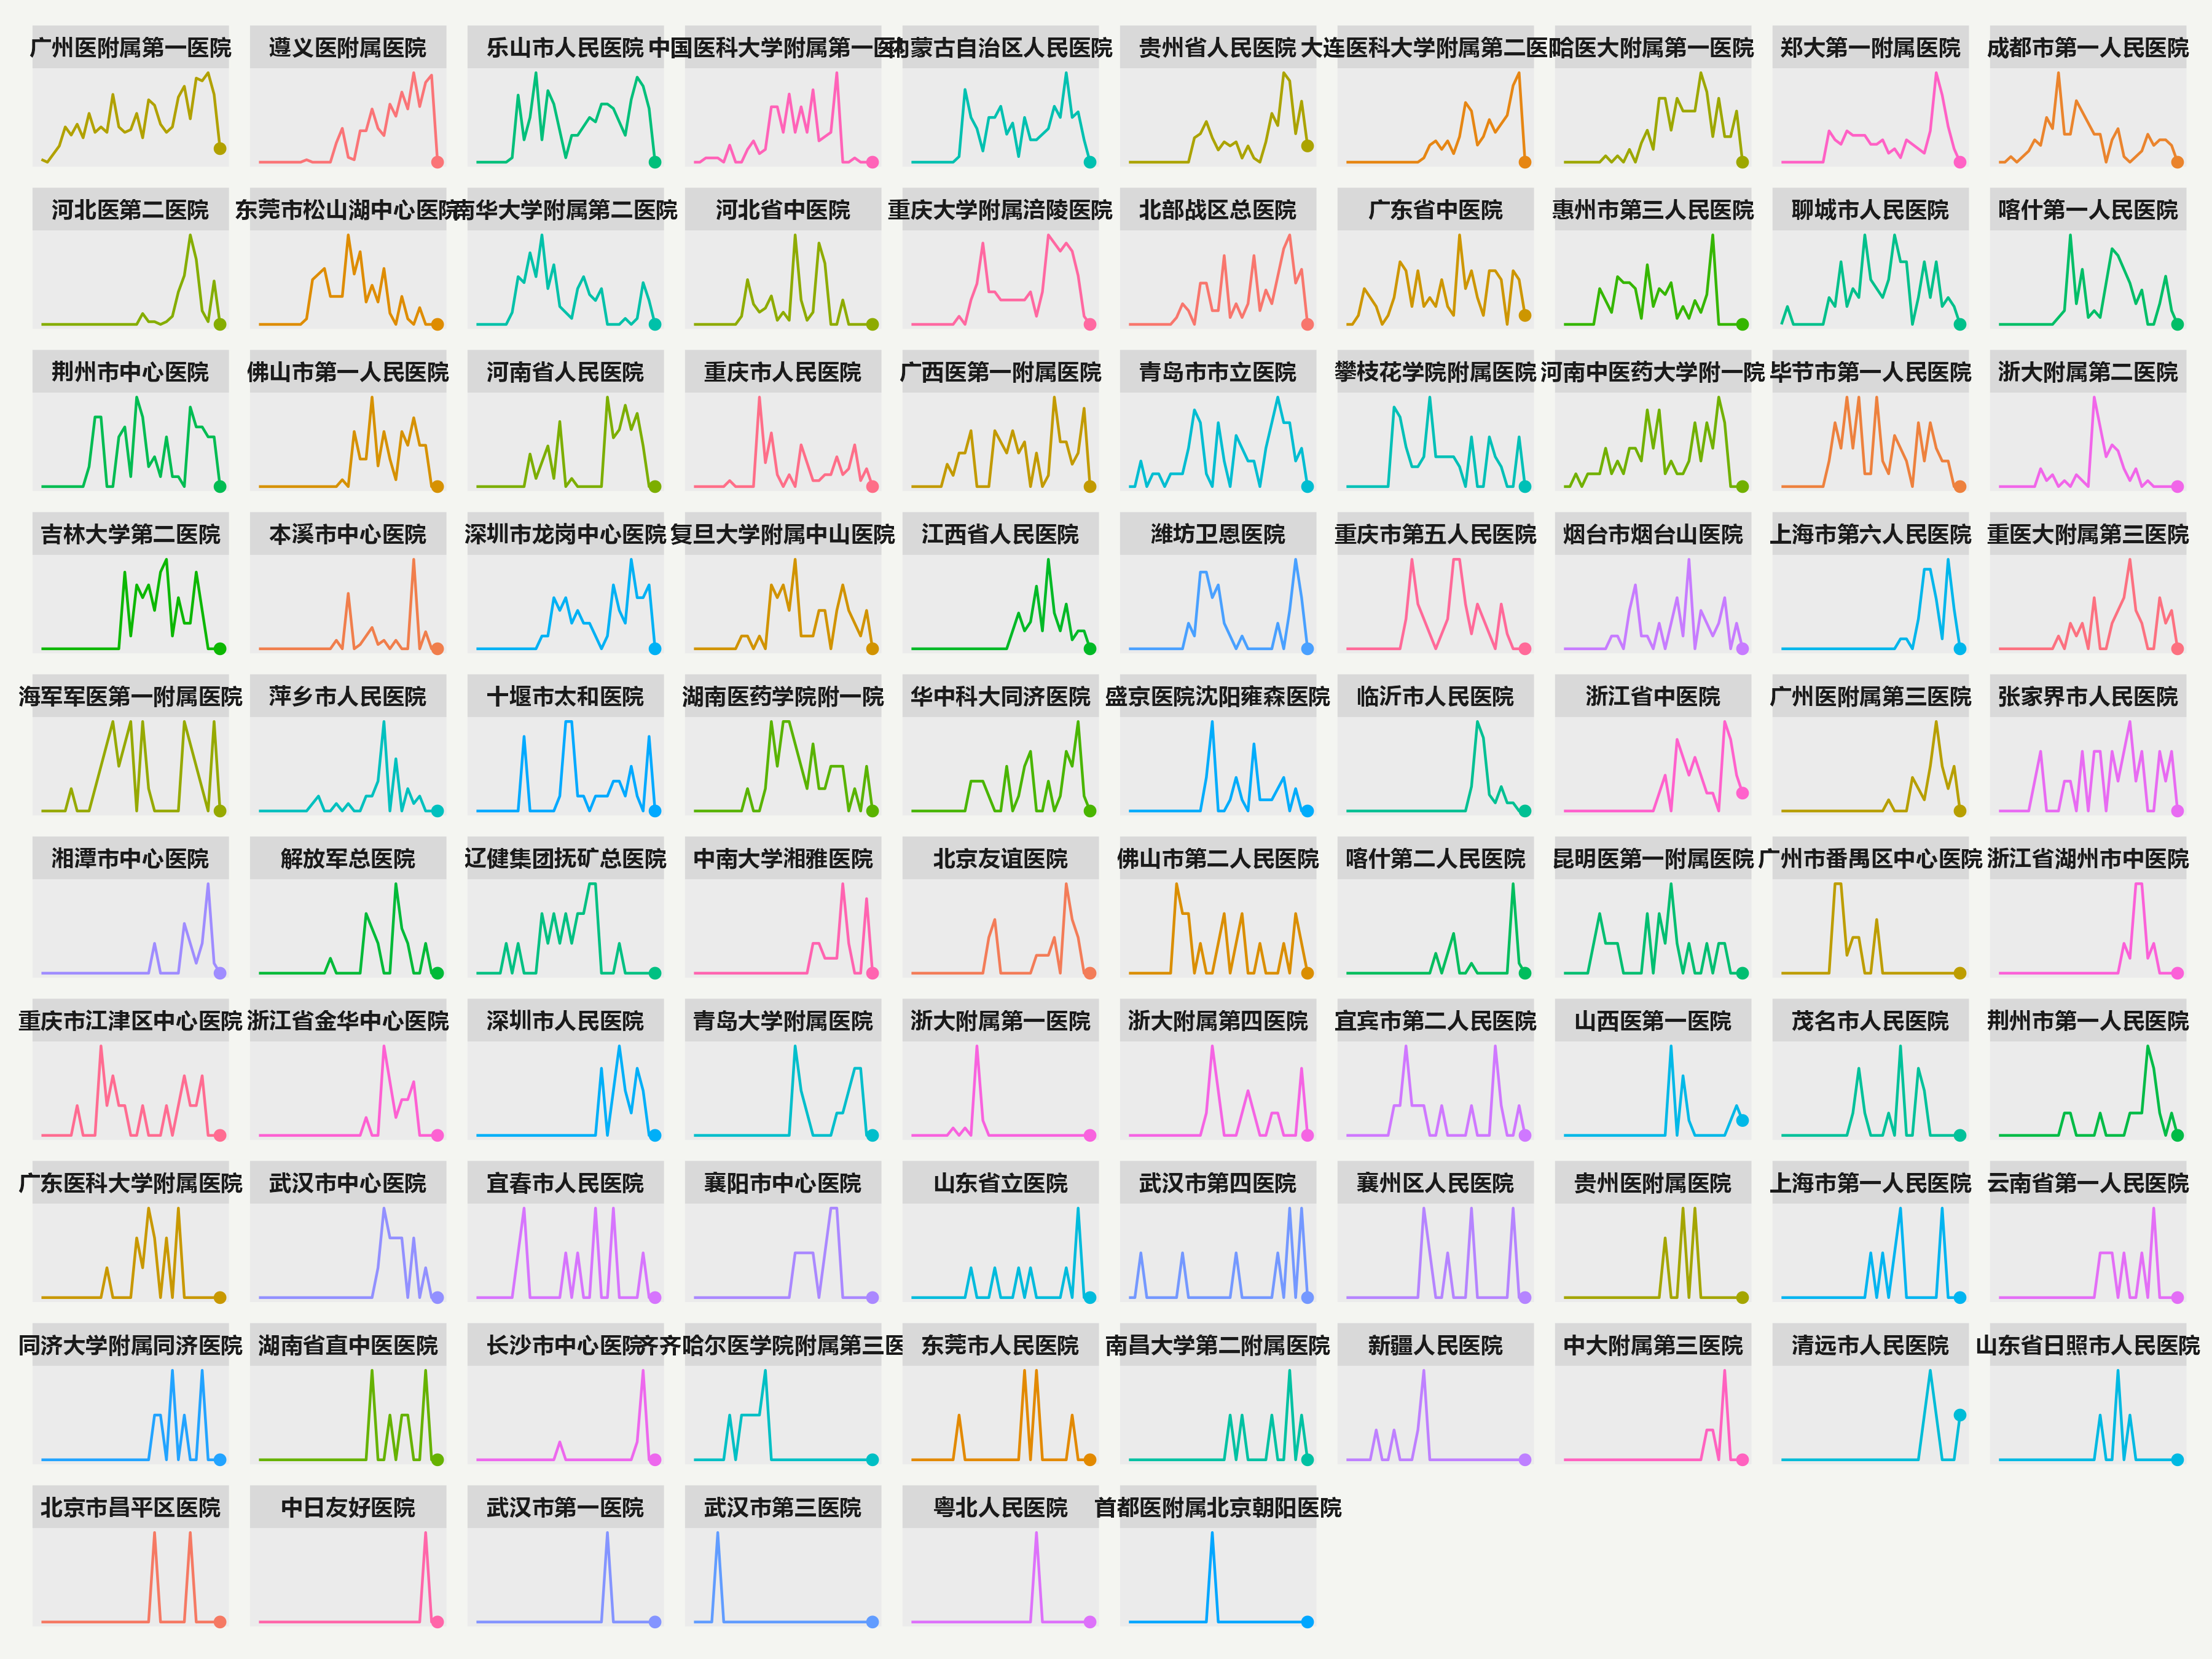 广州医附属第一医院
遵义医附属医院
乐山市人民医院
中国医科大学附属第一医
内蒙古自治区人民医院
贵州省人民医院
大连医科大学附属第二医
哈医大附属第一医院
郑大第一附属医院
成都市第一人民医院
河北医第二医院
东莞市松山湖中心医院
南华大学附属第二医院
河北省中医院
重庆大学附属涪陵医院
北部战区总医院
广东省中医院
惠州市第三人民医院
聊城市人民医院
喀什第一人民医院
荆州市中心医院
佛山市第一人民医院
河南省人民医院
重庆市人民医院
广西医第一附属医院
青岛市市立医院
攀枝花学院附属医院
河南中医药大学附一院
毕节市第一人民医院
浙大附属第二医院
吉林大学第二医院
本溪市中心医院
深圳市龙岗中心医院
复旦大学附属中山医院
江西省人民医院
潍坊卫恩医院
重庆市第五人民医院
烟台市烟台山医院
上海市第六人民医院
重医大附属第三医院
海军军医第一附属医院
萍乡市人民医院
十堰市太和医院
湖南医药学院附一院
华中科大同济医院
盛京医院沈阳雍森医院
临沂市人民医院
浙江省中医院
广州医附属第三医院
张家界市人民医院
湘潭市中心医院
解放军总医院
辽健集团抚矿总医院
中南大学湘雅医院
北京友谊医院
佛山市第二人民医院
喀什第二人民医院
昆明医第一附属医院
广州市番禺区中心医院
浙江省湖州市中医院
重庆市江津区中心医院
浙江省金华中心医院
深圳市人民医院
青岛大学附属医院
浙大附属第一医院
浙大附属第四医院
宜宾市第二人民医院
山西医第一医院
茂名市人民医院
荆州市第一人民医院
广东医科大学附属医院
武汉市中心医院
宜春市人民医院
襄阳市中心医院
山东省立医院
武汉市第四医院
襄州区人民医院
贵州医附属医院
上海市第一人民医院
云南省第一人民医院
同济大学附属同济医院
湖南省直中医医院
长沙市中心医院
齐齐哈尔医学院附属第三医
东莞市人民医院
南昌大学第二附属医院
新疆人民医院
中大附属第三医院
清远市人民医院
山东省日照市人民医院
北京市昌平区医院
中日友好医院
武汉市第一医院
武汉市第三医院
粤北人民医院
首都医附属北京朝阳医院